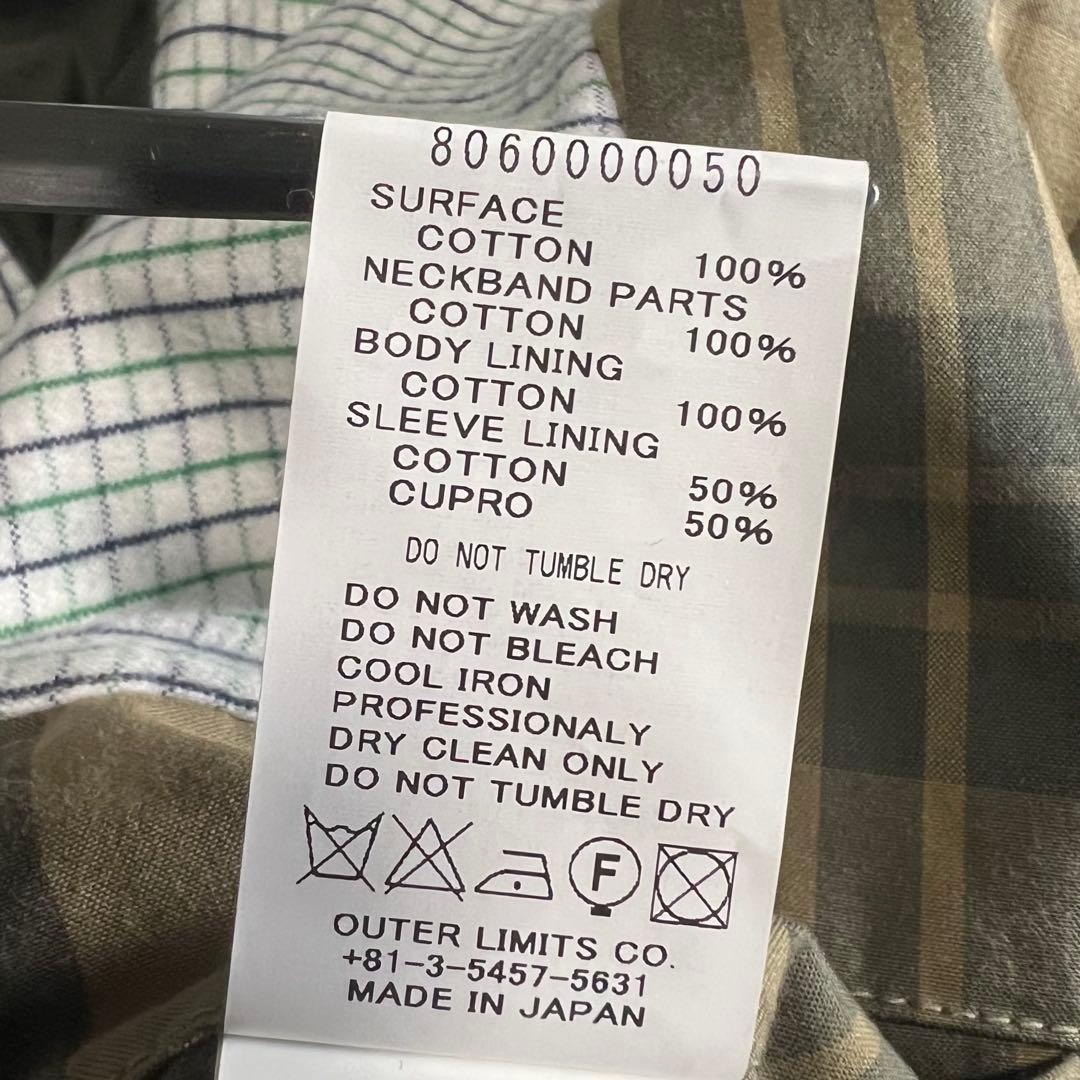 8060000050
SURFACE
COTTON 100%
NECKBAND PARTS
COTTON 100%
BODY LINING
COTTON 100%
SLEEVE LINING
COTTON 50%
CUPRO 50%
DO NOT TUMBLE DRY
DO NOT WASH
DO NOT BLEACH
COOL IRON
PROFESSIONALY
DRY CLEAN ONLY
DO NOT TUMBLE DRY
F
OUTER LIMITS CO.
+81-3-5457-5631
MADE IN JAPAN